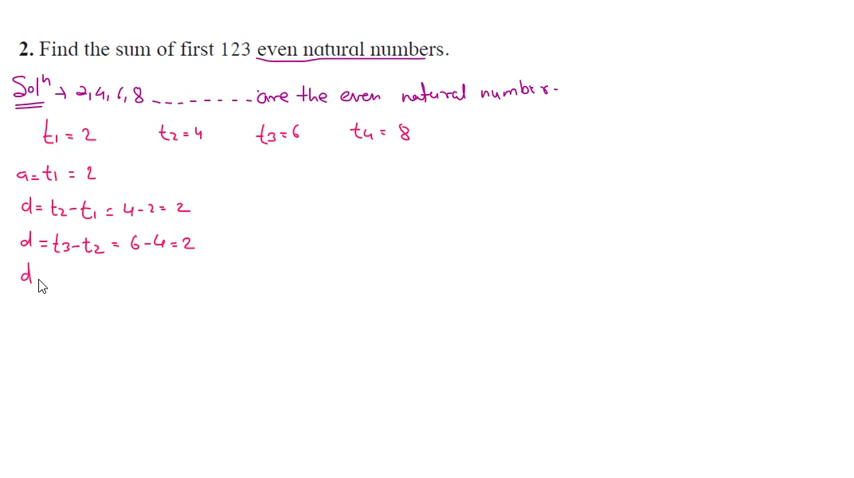 2. Find the sum of first 123 even natural numbers.
Solⁿ → 2, 4, 6, 8 -------- are the even natural number.
t₁ = 2 t₂ = 4 t₃ = 6 t₄ = 8
a = t₁ = 2
d = t₂ - t₁ = 4 - 2 = 2
d = t₃ - t₂ = 6 - 4 = 2
d